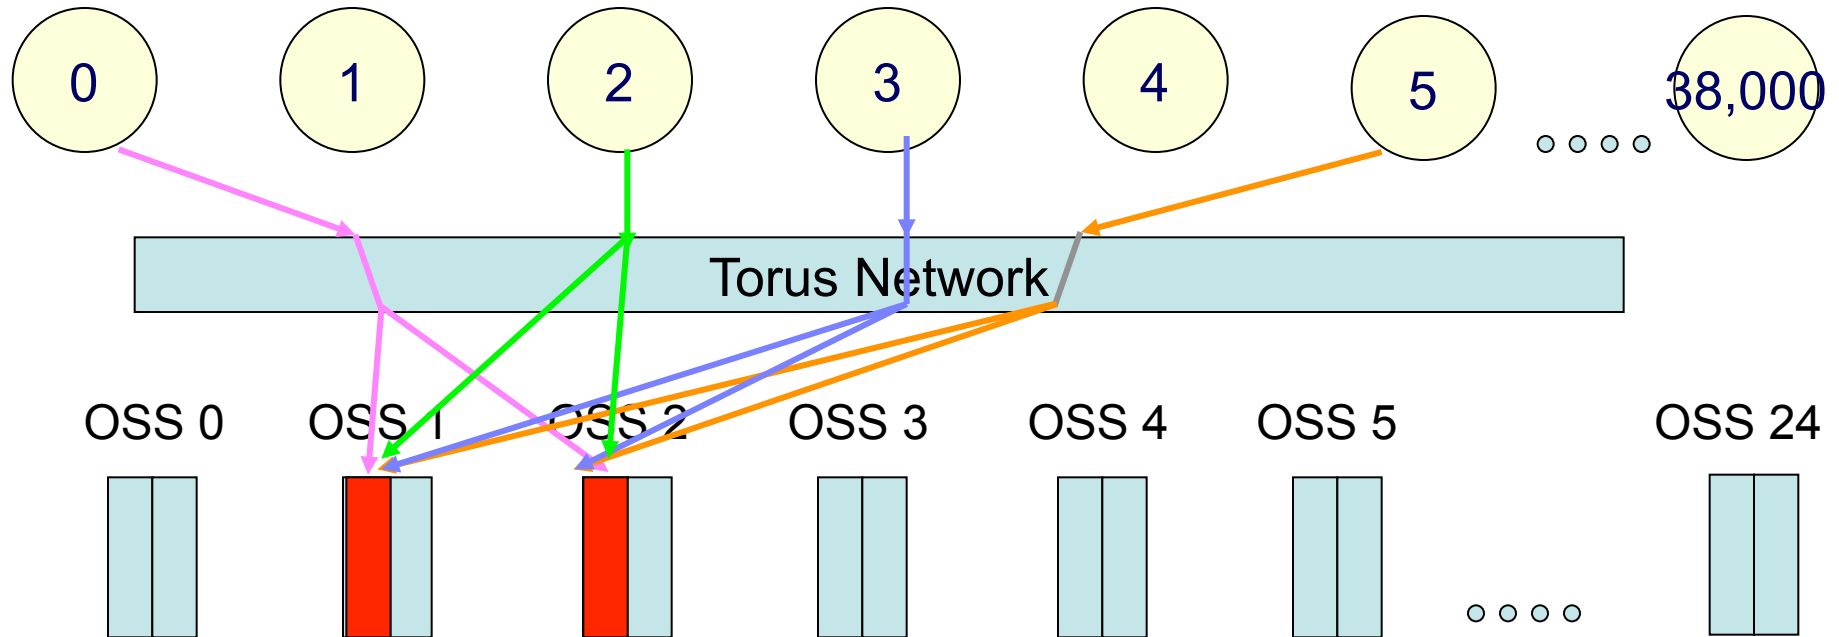 0 1 2 3 4 5 38,000
Torus Network
OSS 0 OSS 1 OSS 2 OSS 3 OSS 4 OSS 5 OSS 24